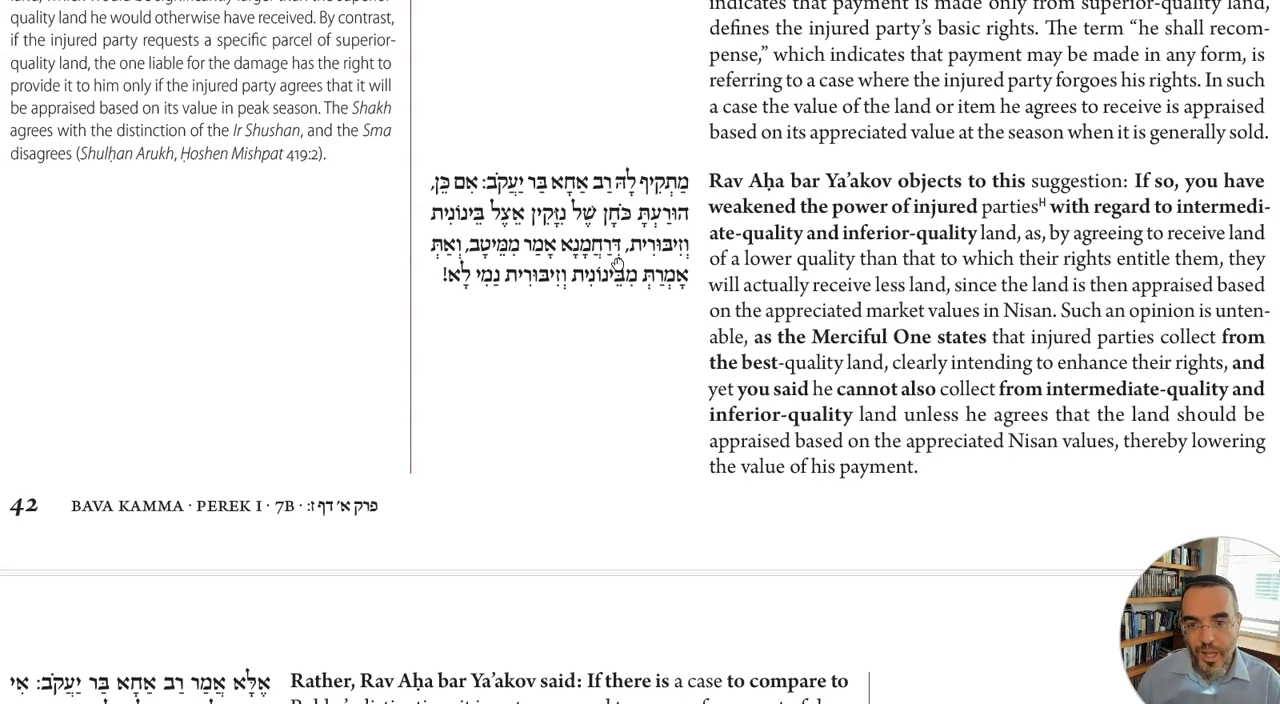 quality land he would otherwise have received. By contrast,
if the injured party requests a specific parcel of superior-
quality land, the one liable for the damage has the right to
provide it to him only if the injured party agrees that it will
be appraised based on its value in peak season. The Shakh
agrees with the distinction of the Ir Shushan, and the Sma
disagrees (Shulḥan Arukh, Ḥoshen Mishpat 419:2).
indicates that payment is made only from superior-quality land,
defines the injured party's basic rights. The term “he shall recom-
pense,” which indicates that payment may be made in any form, is
referring to a case where the injured party forgoes his rights. In such
a case the value of the land or item he agrees to receive is appraised
based on its appreciated value at the season when it is generally sold.
מַתְקֵיף לַהּ רַב אַחָא בַּר יַעֲקֹב: אִם כֵּן,
הוּרַעְתָּ כֹּחָן שֶׁל נִזָּקִין אֵצֶל בֵּינוֹנִית
וְזִיבּוּרִית, דְּרַחֲמָנָא אָמַר מִמֵּיטָב, וְאַתְּ
אָמְרַתְּ מִבֵּינוֹנִית וְזִיבּוּרִית נַמִי לָא!
Rav Aḥa bar Ya'akov objects to this suggestion: If so, you have
weakened the power of injured partiesᴴ with regard to intermedi-
ate-quality and inferior-quality land, as, by agreeing to receive land
of a lower quality than that to which their rights entitle them, they
will actually receive less land, since the land is then appraised based
on the appreciated market values in Nisan. Such an opinion is unten-
able, as the Merciful One states that injured parties collect from
the best-quality land, clearly intending to enhance their rights, and
yet you said he cannot also collect from intermediate-quality and
inferior-quality land unless he agrees that the land should be
appraised based on the appreciated Nisan values, thereby lowering
the value of his payment.
42 BAVA KAMMA · PEREK I · 7B · פרק א׳ דף ז:
אֶלָּא אֲמַר רַב אַחָא בַּר יַעֲקֹב: אִי
Rather, Rav Aḥa bar Ya'akov said: If there is a case to compare to